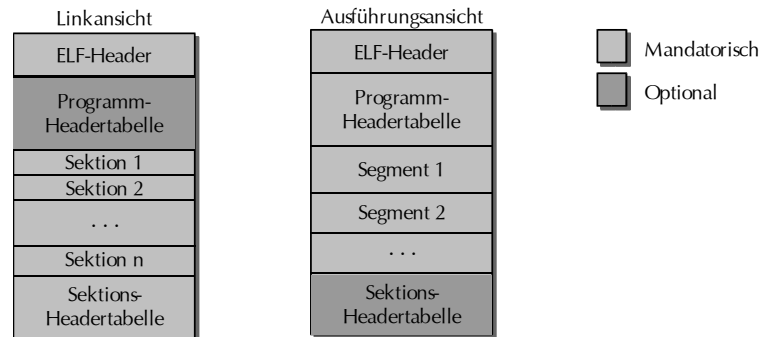 Linkansicht
ELF-Header
Programm-
Headertabelle
Sektion 1
Sektion 2
. . .
Sektion n
Sektions-
Headertabelle
Ausführungsansicht
ELF-Header
Programm-
Headertabelle
Segment 1
Segment 2
. . .
Sektions-
Headertabelle
Mandatorisch
Optional